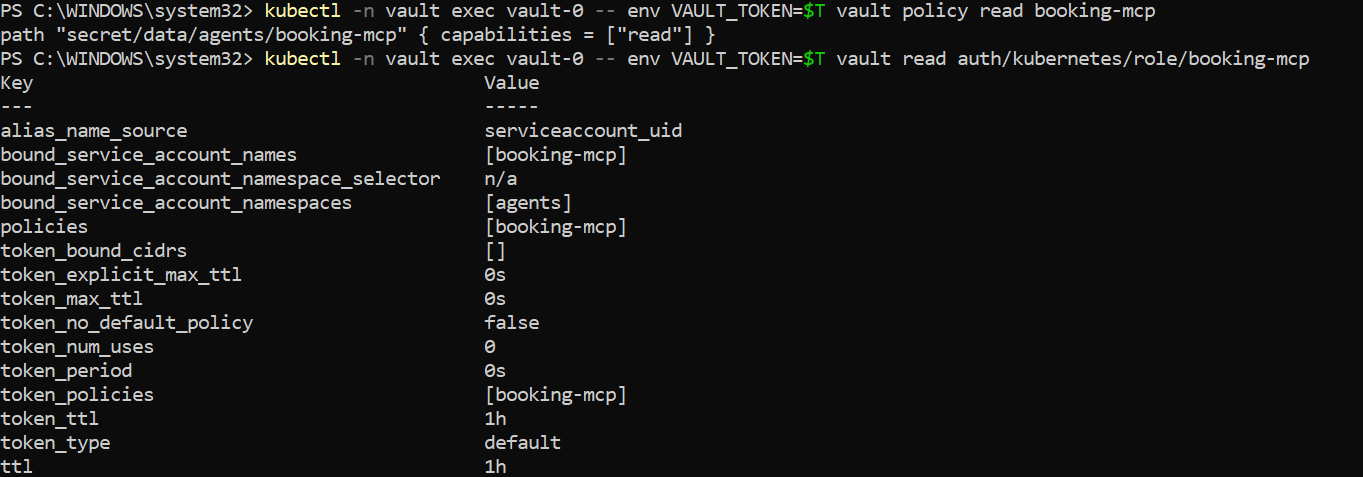 PS C:\WINDOWS\system32> kubectl -n vault exec vault-0 -- env VAULT_TOKEN=$T vault policy read booking-mcp
path "secret/data/agents/booking-mcp" { capabilities = ["read"] }
PS C:\WINDOWS\system32> kubectl -n vault exec vault-0 -- env VAULT_TOKEN=$T vault read auth/kubernetes/role/booking-mcp
Key                                         Value
---                                         -----
alias_name_source                           serviceaccount_uid
bound_service_account_names                 [booking-mcp]
bound_service_account_namespace_selector    n/a
bound_service_account_namespaces            [agents]
policies                                    [booking-mcp]
token_bound_cidrs                           []
token_explicit_max_ttl                      0s
token_max_ttl                               0s
token_no_default_policy                     false
token_num_uses                              0
token_period                                0s
token_policies                              [booking-mcp]
token_ttl                                   1h
token_type                                  default
ttl                                         1h